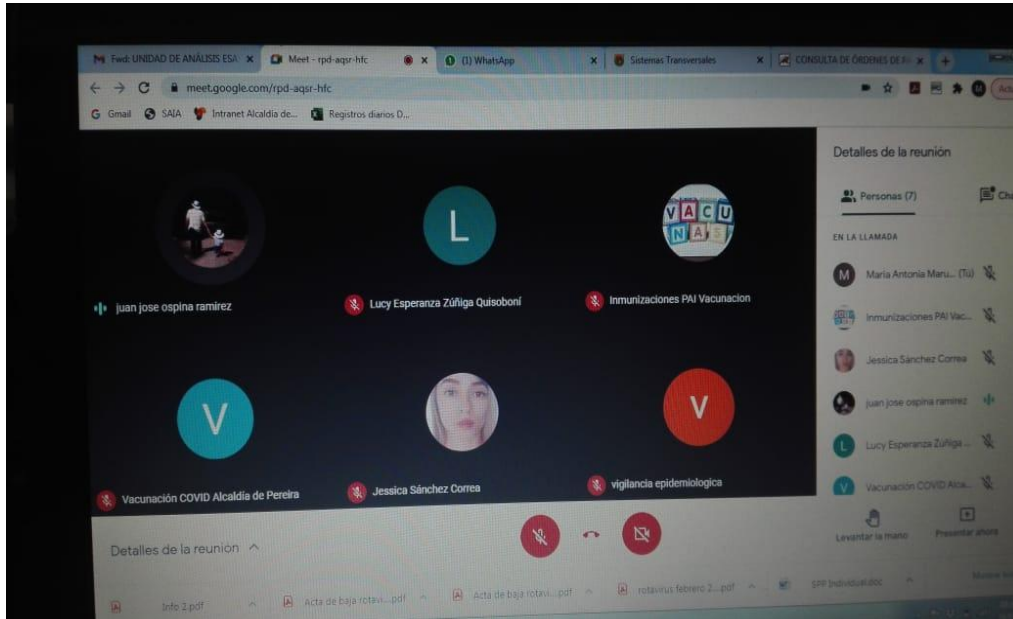 Fwd: UNIDAD DE ANÁLISIS ESA
Meet - rpd-aqsr-hfc
(1) WhatsApp
Sistemas Transversales
CONSULTA DE ÓRDENES DE
meet.google.com/rpd-aqsr-hfc
Gmail
SAIA
Intranet Alcaldía de...
Registros diarios D...
Detalles de la reunión
Personas (7)
EN LA LLAMADA
M
Maria Antonia Maru... (Tú)
Inmunizaciones PAI Vac...
Jessica Sánchez Correa
juan jose ospina ramirez
L
Lucy Esperanza Zúñiga ...
V
Vacunación COVID Alca...
Levantar la mano
Presentar ahora
L
VACU
NAS
juan jose ospina ramirez
Lucy Esperanza Zúñiga Quisoboní
Inmunizaciones PAI Vacunacion
V
V
Vacunación COVID Alcaldía de Pereira
Jessica Sánchez Correa
vigilancia epidemiologica
Detalles de la reunión
Info 2.pdf
Acta de baja rotavi....pdf
Acta de baja rotavi....pdf
rotavirus febrero 2....pdf
SPP Individual.doc